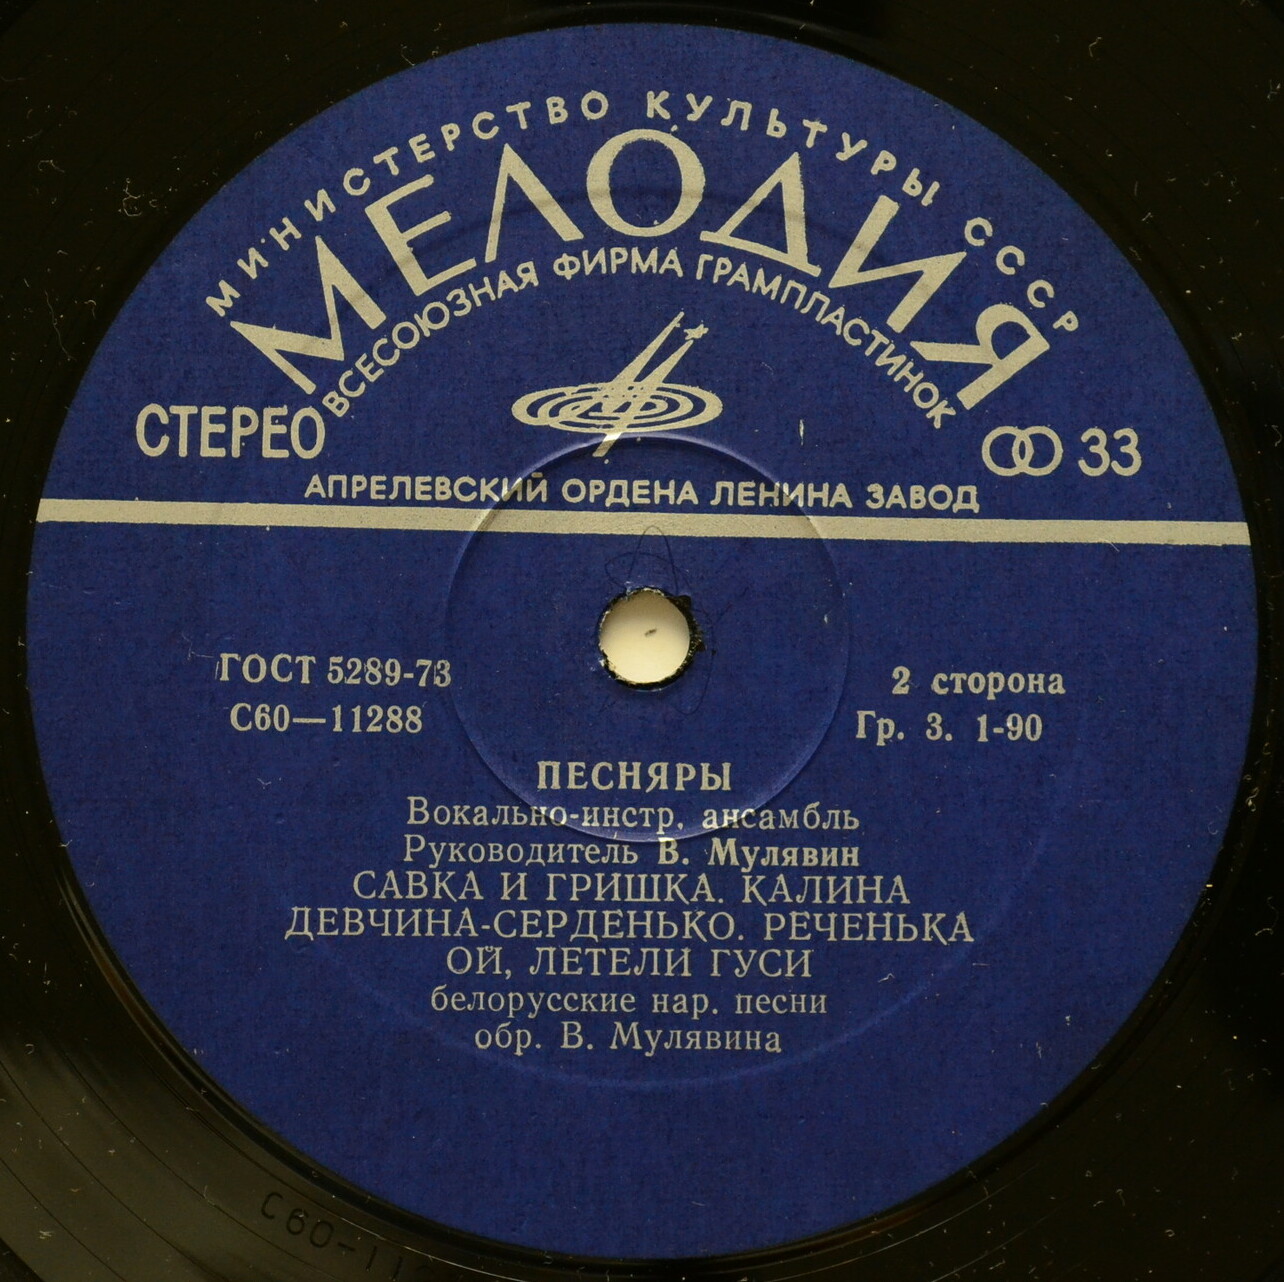 МИНИСТЕРСТВО КУЛЬТУРЫ СССР
МЕЛОДИЯ
ВСЕСОЮЗНАЯ ФИРМА ГРАМПЛАСТИНОК
СТЕРЕО
33
АПРЕЛЕВСКИЙ ОРДЕНА ЛЕНИНА ЗАВОД
ГОСТ 5289-73
С60—11288
2 сторона
Гр. 3. 1-90
ПЕСНЯРЫ
Вокально-инстр. ансамбль
Руководитель В. Мулявин
САВКА И ГРИШКА. КАЛИНА
ДЕВЧИНА-СЕРДЕНЬКО. РЕЧЕНЬКА
ОЙ, ЛЕТЕЛИ ГУСИ
белорусские нар. песни
обр. В. Мулявина